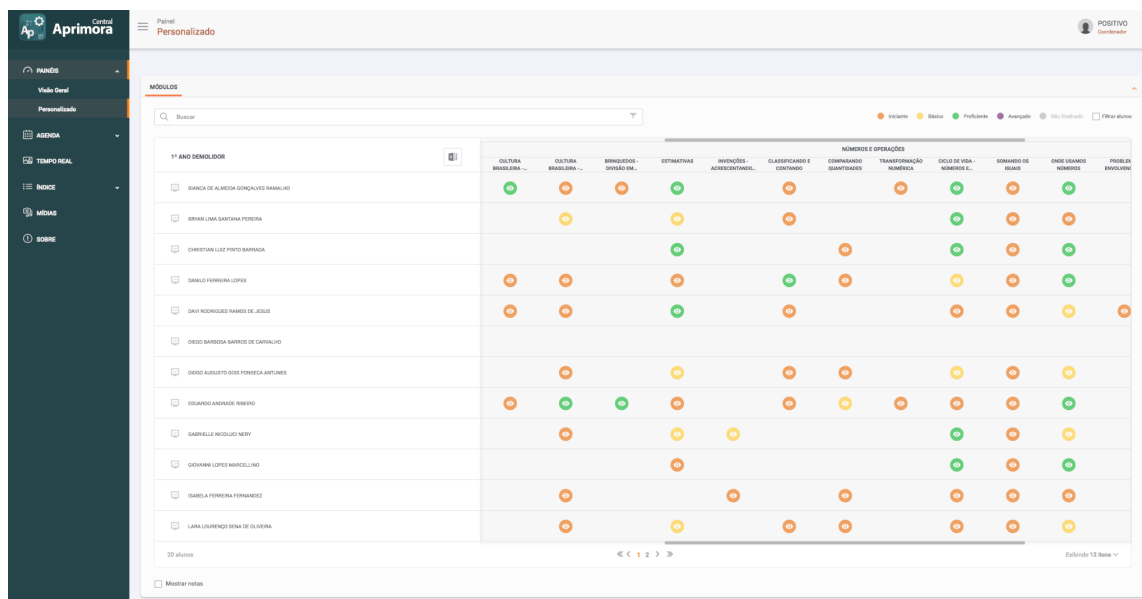 Ap Central Aprimora
Painel
Personalizado
POSITIVO
Coordenador
PAINÉIS
Visão Geral
Personalizado
AGENDA
TEMPO REAL
ÍNDICE
MÍDIAS
SOBRE
MÓDULOS
Buscar
Iniciante Básico Proficiente Avançado Não finalizado Filtrar alunos
1º ANO DEMOLIDOR
NÚMEROS E OPERAÇÕES
CULTURA BRASILEIRA -...
CULTURA BRASILEIRA -...
BRINQUEDOS - DIVISÃO EM...
ESTIMATIVAS
INVENÇÕES - ACRESCENTANDO...
CLASSIFICANDO E CONTANDO
COMPARANDO QUANTIDADES
TRANSFORMAÇÃO NUMÉRICA
CICLO DE VIDA - NÚMEROS E...
SOMANDO OS IGUAIS
ONDE USAMOS NÚMEROS
BIANCA DE ALMEIDA GONÇALVES RAMALHO
BRYAN LIMA SANTANA PEREIRA
CHRISTIAN LUIZ PINTO BARRADA
DANILO FERREIRA LOPES
DAVI RODRIGUES RAMOS DE JESUS
DIEGO BARBOSA BARROS DE CARVALHO
DIOGO AUGUSTO GOIS FONSECA ANTUNES
EDUARDO ANDRADE RIBEIRO
GABRIELLE NICOLUCI NERY
GIOVANNI LOPES MARCELLINO
ISABELA FERREIRA FERNANDEZ
LARA LOURENÇO SENA DE OLIVEIRA
20 alunos
1 2
Exibindo 12 itens
Mostrar notas